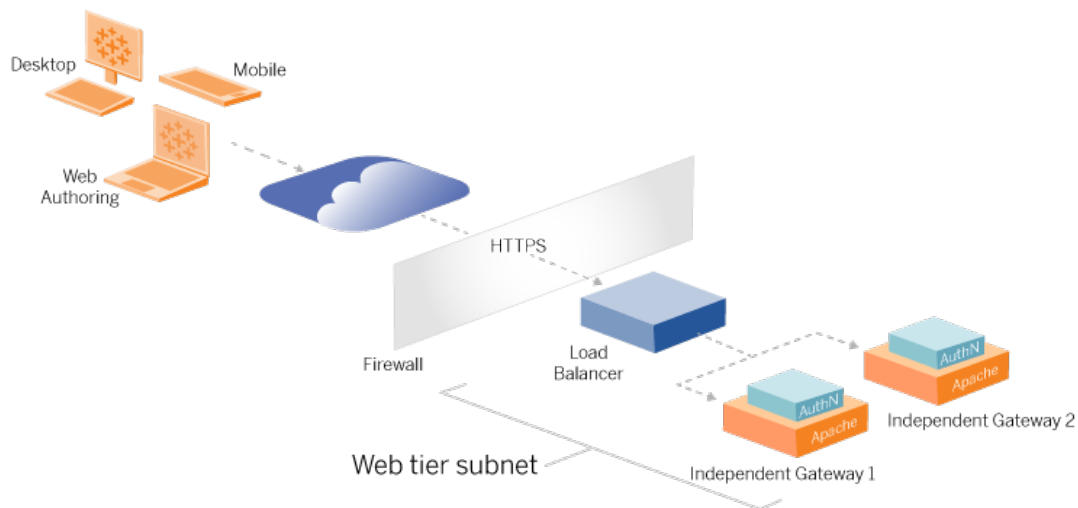 Desktop
Mobile
Web
Authoring
HTTPS
Firewall
Load
Balancer
AuthN
Apache
Independent Gateway 2
AuthN
Apache
Independent Gateway 1
Web tier subnet